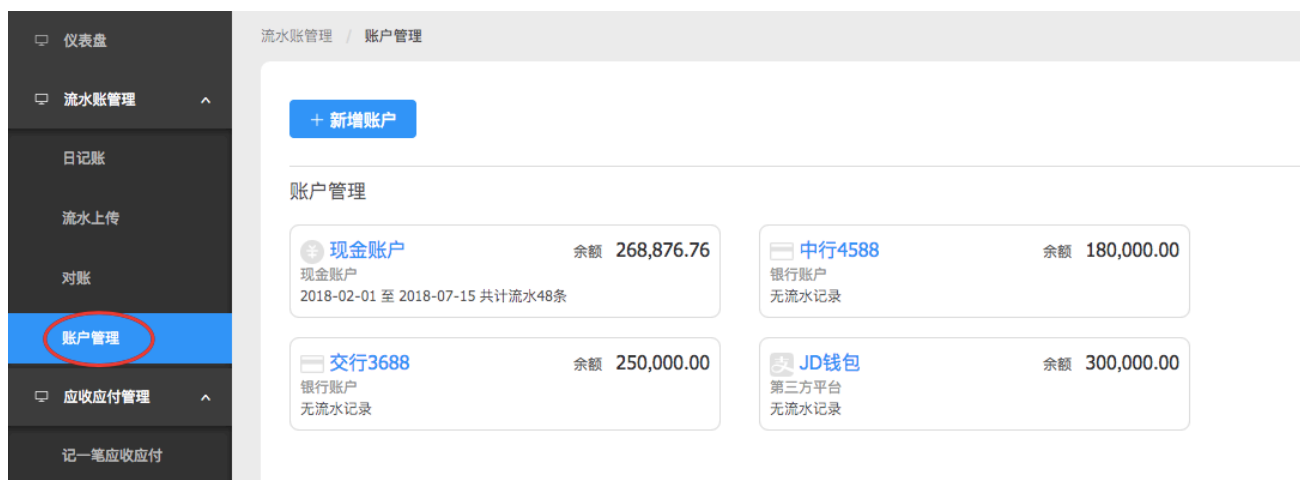 仪表盘
流水账管理
日记账
流水上传
对账
账户管理
应收应付管理
记一笔应收应付
流水账管理 / 账户管理
+ 新增账户
账户管理
现金账户 余额 268,876.76
现金账户
2018-02-01 至 2018-07-15 共计流水48条
中行4588 余额 180,000.00
银行账户
无流水记录
交行3688 余额 250,000.00
银行账户
无流水记录
JD钱包 余额 300,000.00
第三方平台
无流水记录